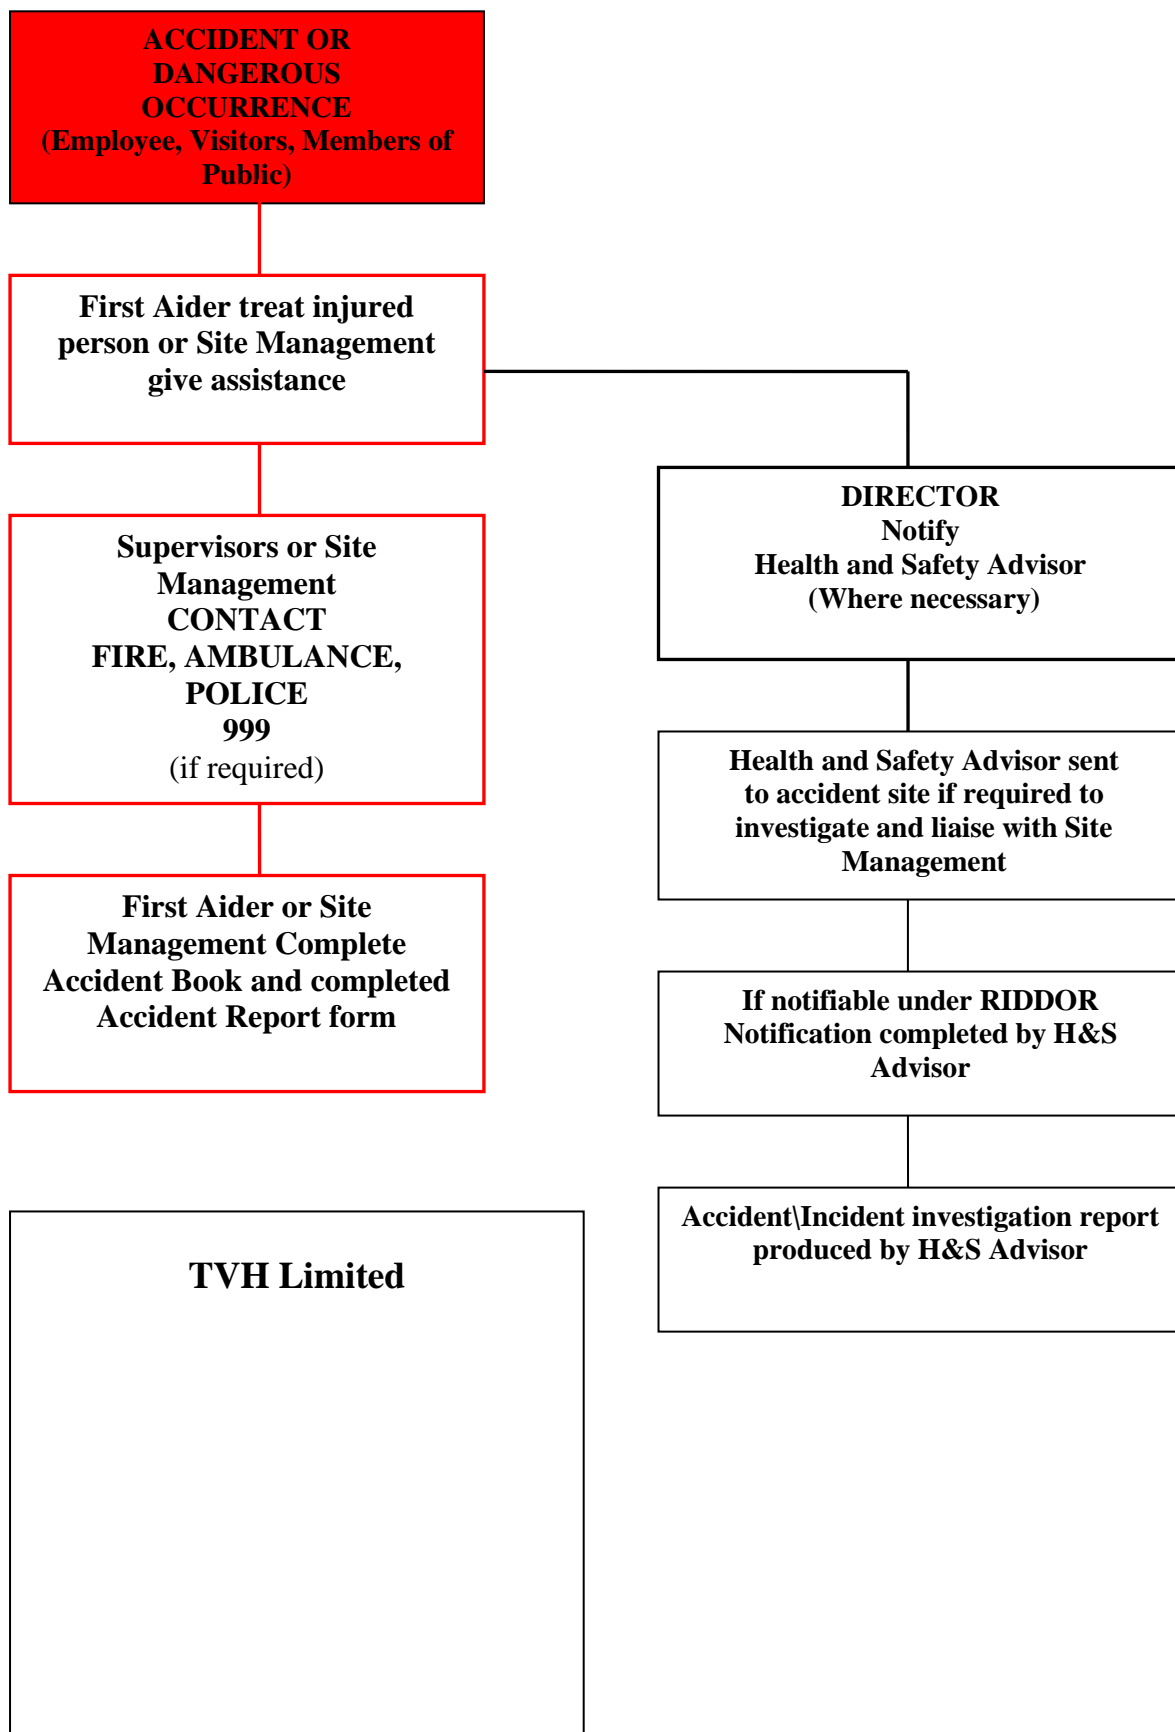 ACCIDENT OR
DANGEROUS
OCCURRENCE
(Employee, Visitors, Members of
Public)
First Aider treat injured
person or Site Management
give assistance
Supervisors or Site
Management
CONTACT
FIRE, AMBULANCE,
POLICE
999
(if required)
First Aider or Site
Management Complete
Accident Book and completed
Accident Report form
DIRECTOR
Notify
Health and Safety Advisor
(Where necessary)
Health and Safety Advisor sent
to accident site if required to
investigate and liaise with Site
Management
If notifiable under RIDDOR
Notification completed by H&S
Advisor
Accident\Incident investigation report
produced by H&S Advisor
TVH Limited